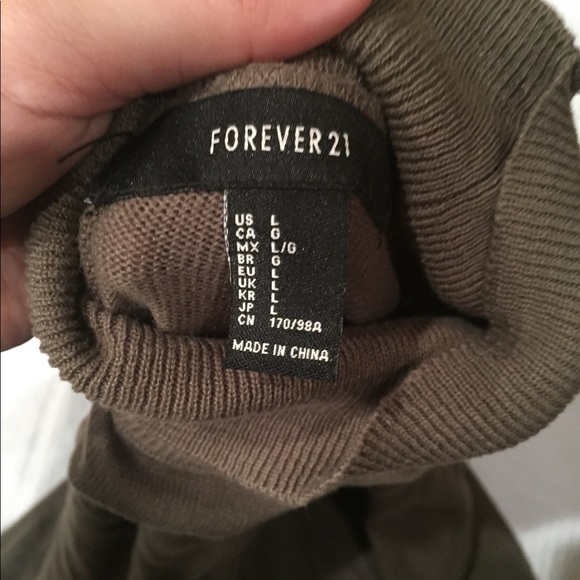 FOREVER 21
US L
CA G
MX L/G
BR G
EU L
UK L
KR L
JP L
CN 170/98A
MADE IN CHINA